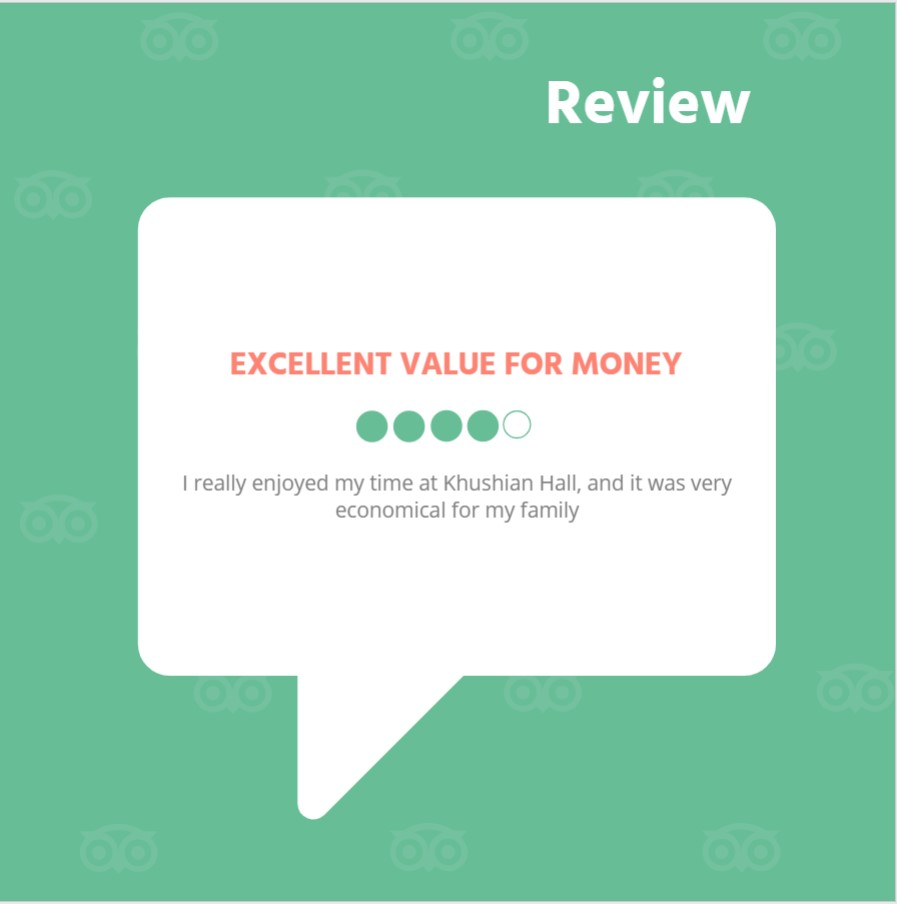 Review
EXCELLENT VALUE FOR MONEY
I really enjoyed my time at Khushian Hall, and it was very
economical for my family